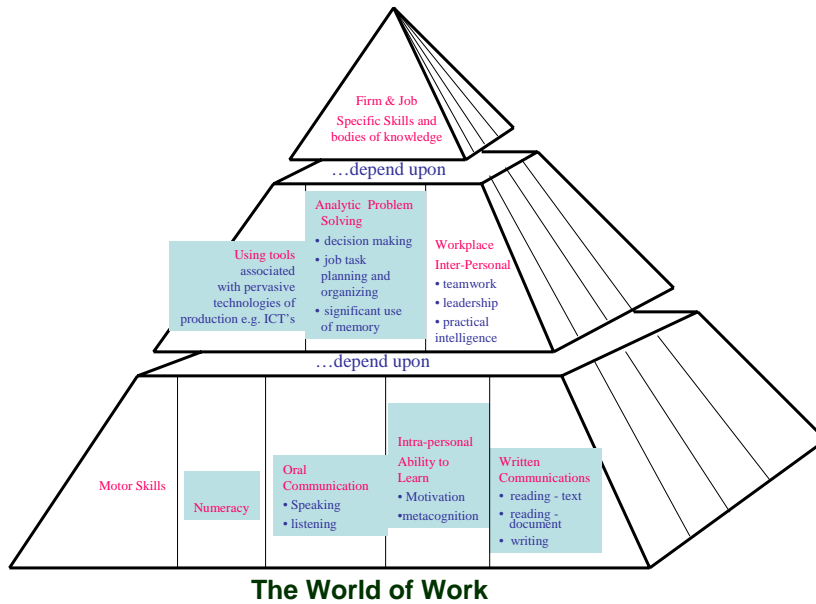 Firm & Job
Specific Skills and
bodies of knowledge
…depend upon
Using tools
associated
with pervasive
technologies of
production e.g. ICT's
Analytic Problem
Solving
• decision making
• job task
planning and
organizing
• significant use
of memory
Workplace
Inter-Personal
• teamwork
• leadership
• practical
intelligence
…depend upon
Motor Skills
Numeracy
Oral
Communication
• Speaking
• listening
Intra-personal
Ability to
Learn
• Motivation
•metacognition
Written
Communications
• reading - text
• reading -
document
• writing
The World of Work